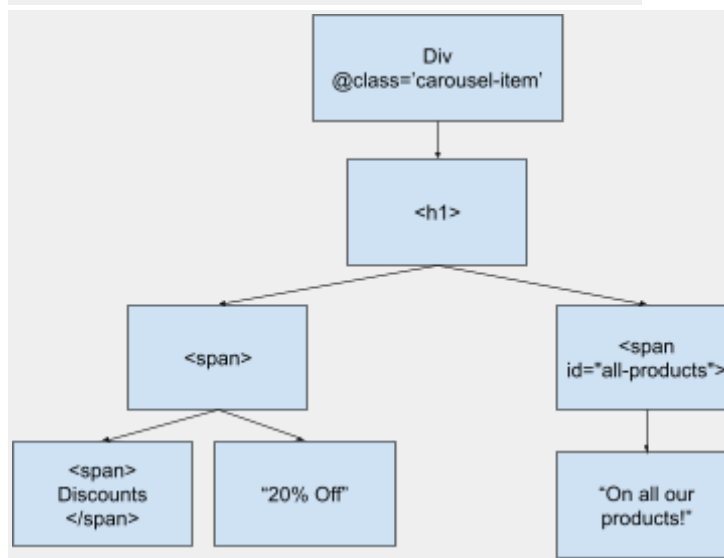 Div
@class='carousel-item'
<h1>
<span>
<span
id="all-products">
<span>
Discounts
</span>
“20% Off”
“On all our
products!”